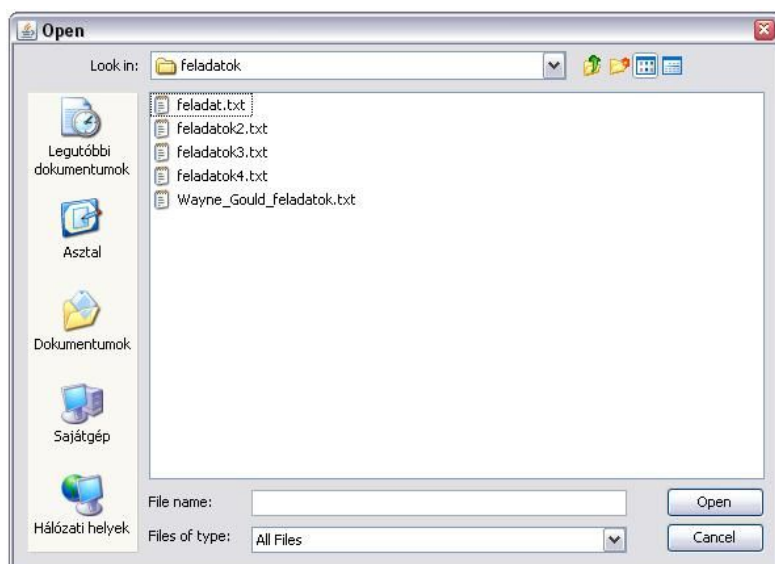 Open
Look in:
feladatok
Legutóbbi
dokumentumok
Asztal
Dokumentumok
Sajátgép
Hálózati helyek
feladat.txt
feladatok2.txt
feladatok3.txt
feladatok4.txt
Wayne_Gould_feladatok.txt
File name:
Open
Files of type:
All Files
Cancel